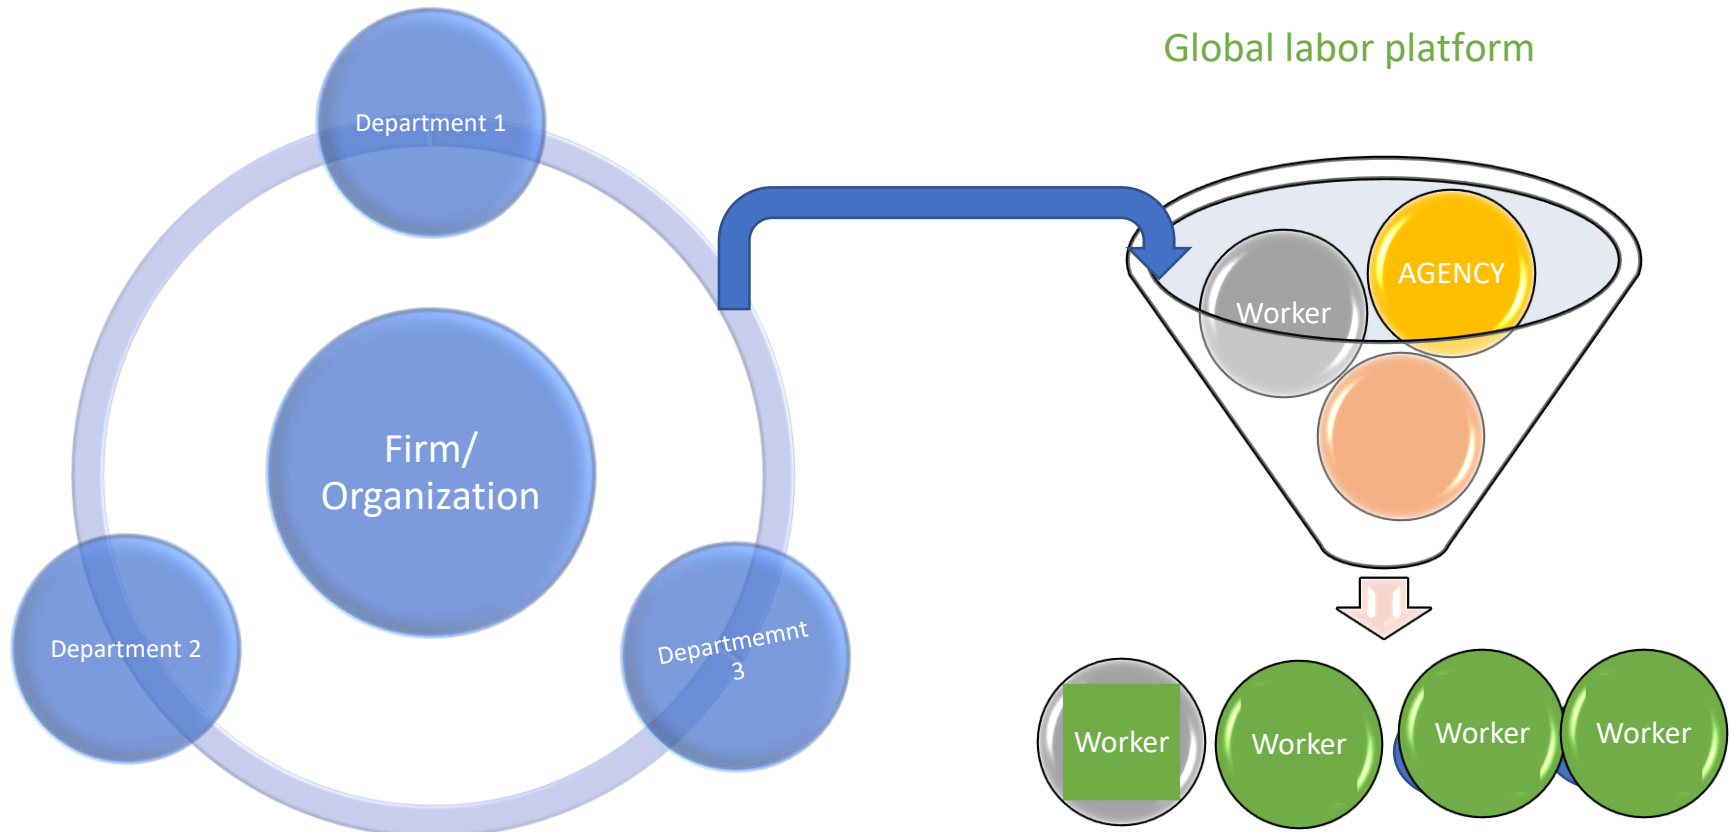 Global labor platform
Department 1
AGENCY
Worker
Firm/
Organization
Department 2
Departmemnt
3
Worker
Worker
Worker
Worker